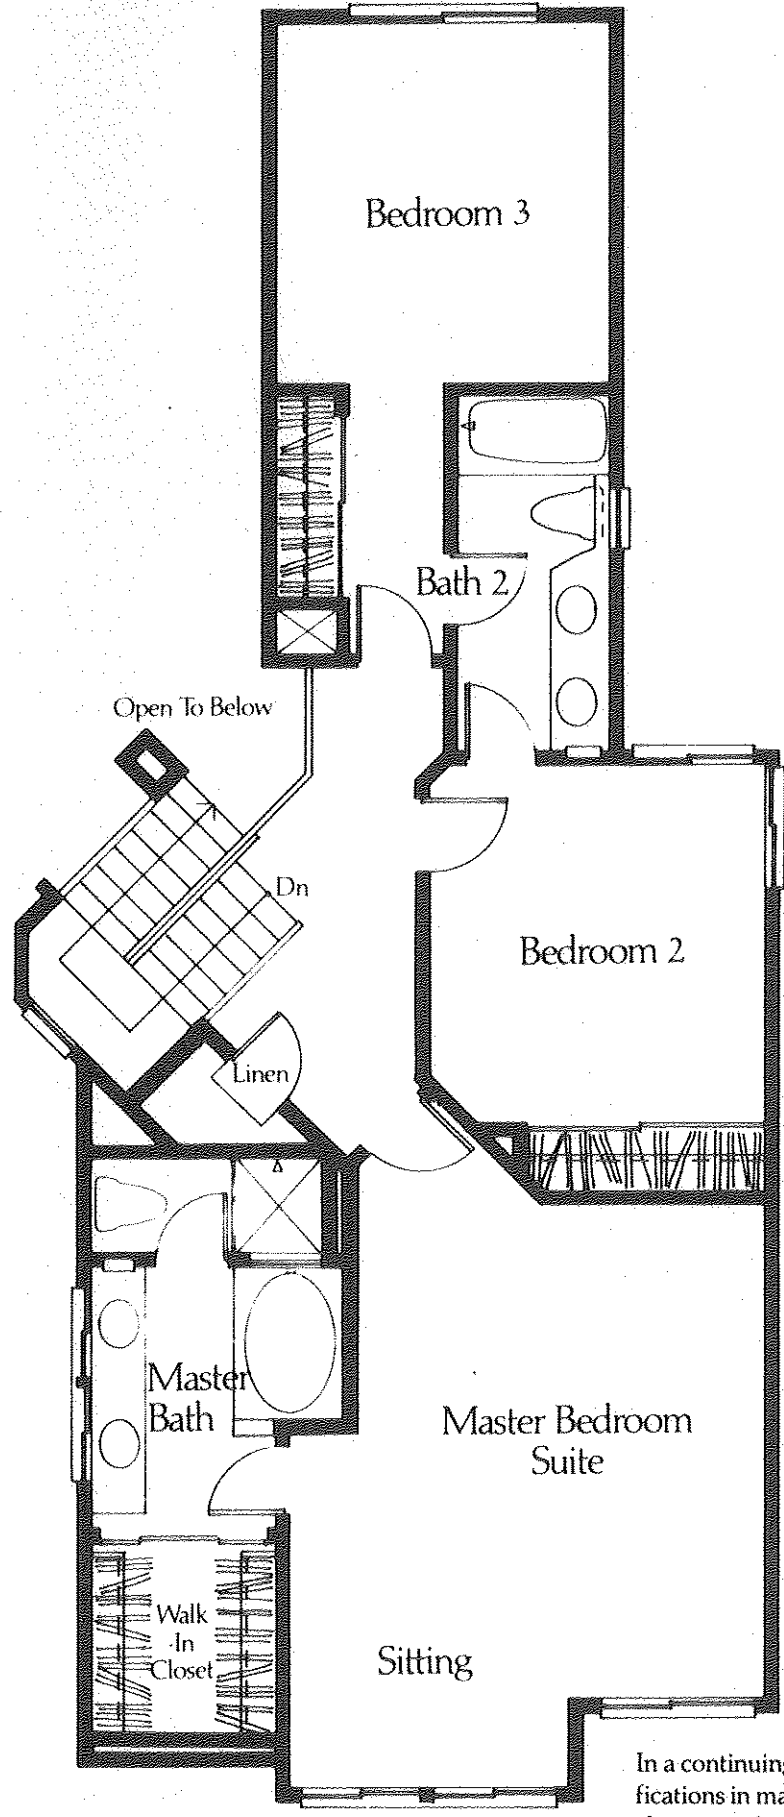 Bedroom 3
Bath 2
Open To Below
Dn
Bedroom 2
Linen
Master
Bath
Master Bedroom
Suite
Walk
In
Closet
Sitting
In a continuing
fications in ma